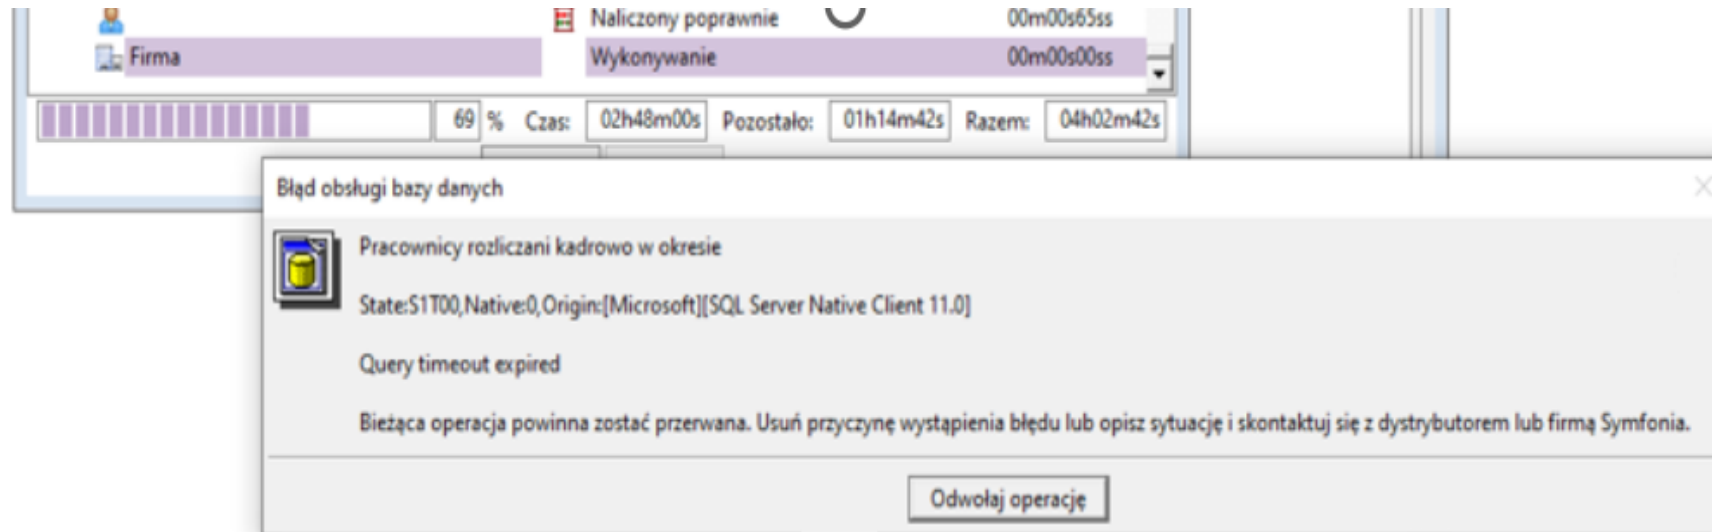 Naliczony poprawnie 00m00s65ss
Firma Wykonywanie 00m00s00ss
69 % Czas: 02h48m00s Pozostało: 01h14m42s Razem: 04h02m42s
Błąd obsługi bazy danych
Pracownicy rozliczani kadrowo w okresie
State:S1T00,Native:0,Origin:[Microsoft][SQL Server Native Client 11.0]
Query timeout expired
Bieżąca operacja powinna zostać przerwana. Usuń przyczynę wystąpienia błędu lub opisz sytuację i skontaktuj się z dystrybutorem lub firmą Symfonia.
Odwołaj operację